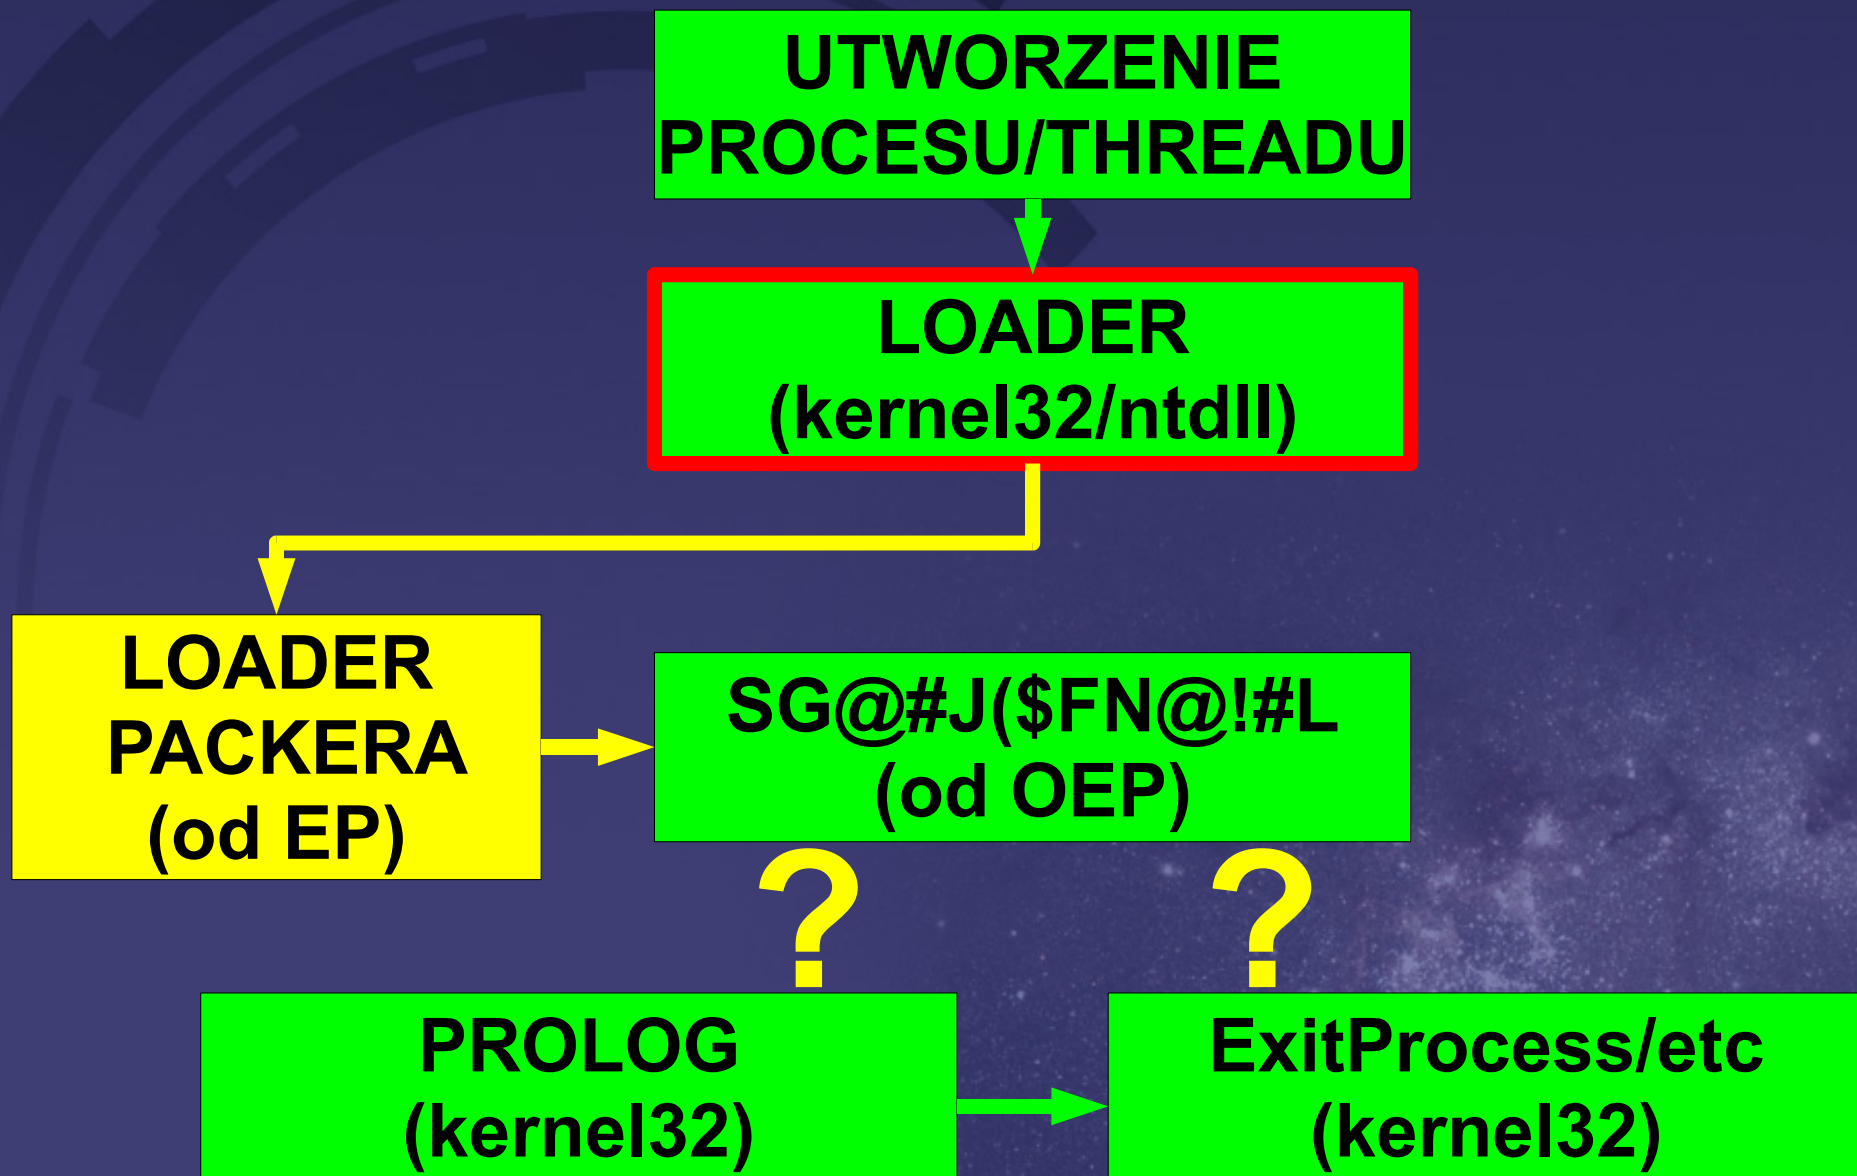 UTWORZENIE
PROCESU/THREADU
LOADER
(kernel32/ntdll)
LOADER
PACKERA
(od EP)
SG@#J($FN@!#L
(od OEP)
? ?
PROLOG
(kernel32)
ExitProcess/etc
(kernel32)